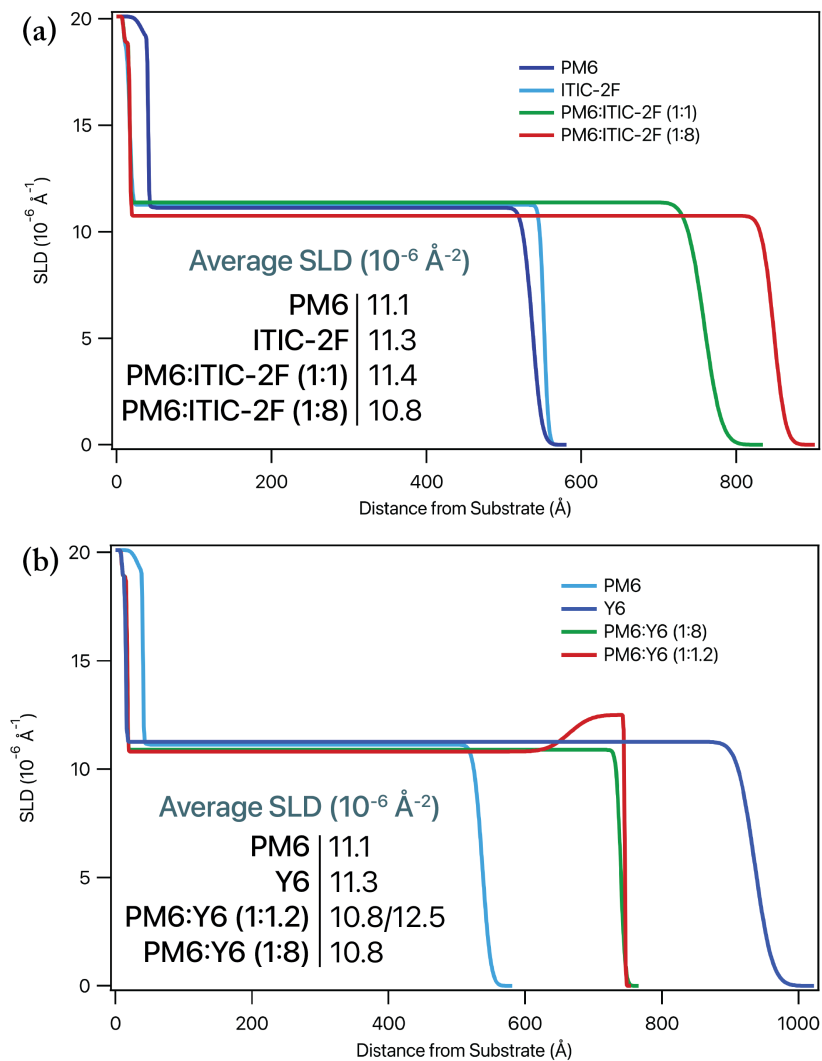 (a)
20
15
10
5
0
SLD (10⁻⁶ Å⁻¹)
PM6
ITIC-2F
PM6:ITIC-2F (1:1)
PM6:ITIC-2F (1:8)
Average SLD (10⁻⁶ Å⁻²)
PM6 11.1
ITIC-2F 11.3
PM6:ITIC-2F (1:1) 11.4
PM6:ITIC-2F (1:8) 10.8
0 200 400 600 800
Distance from Substrate (Å)
(b)
20
15
10
5
0
SLD (10⁻⁶ Å⁻¹)
PM6
Y6
PM6:Y6 (1:8)
PM6:Y6 (1:1.2)
Average SLD (10⁻⁶ Å⁻²)
PM6 11.1
Y6 11.3
PM6:Y6 (1:1.2) 10.8/12.5
PM6:Y6 (1:8) 10.8
0 200 400 600 800 1000
Distance from Substrate (Å)